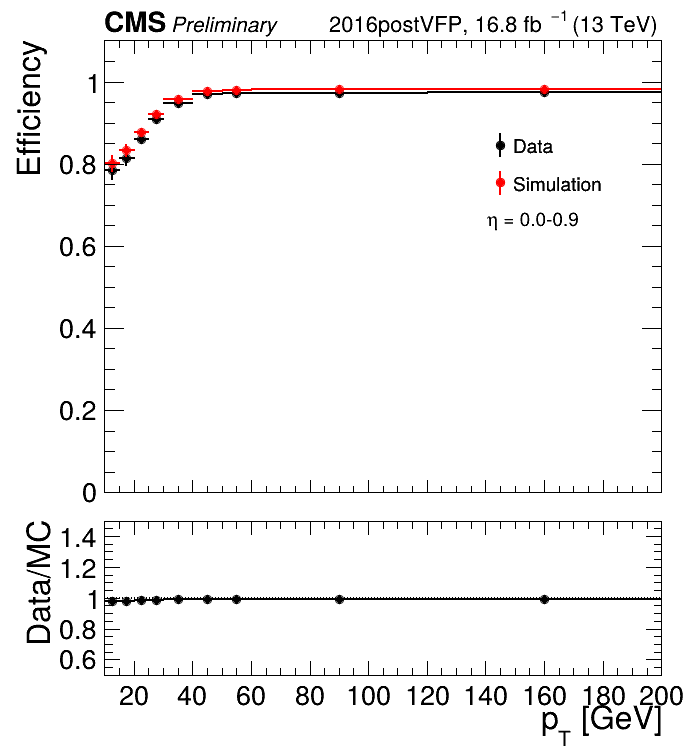 CMS Preliminary 2016postVFP, 16.8 fb⁻¹ (13 TeV)
Efficiency
1
0.8
0.6
0.4
0.2
0
Data
Simulation
η = 0.0-0.9
Data/MC
1.4
1.2
1
0.8
0.6
20 40 60 80 100 120 140 160 180 200
p_T [GeV]